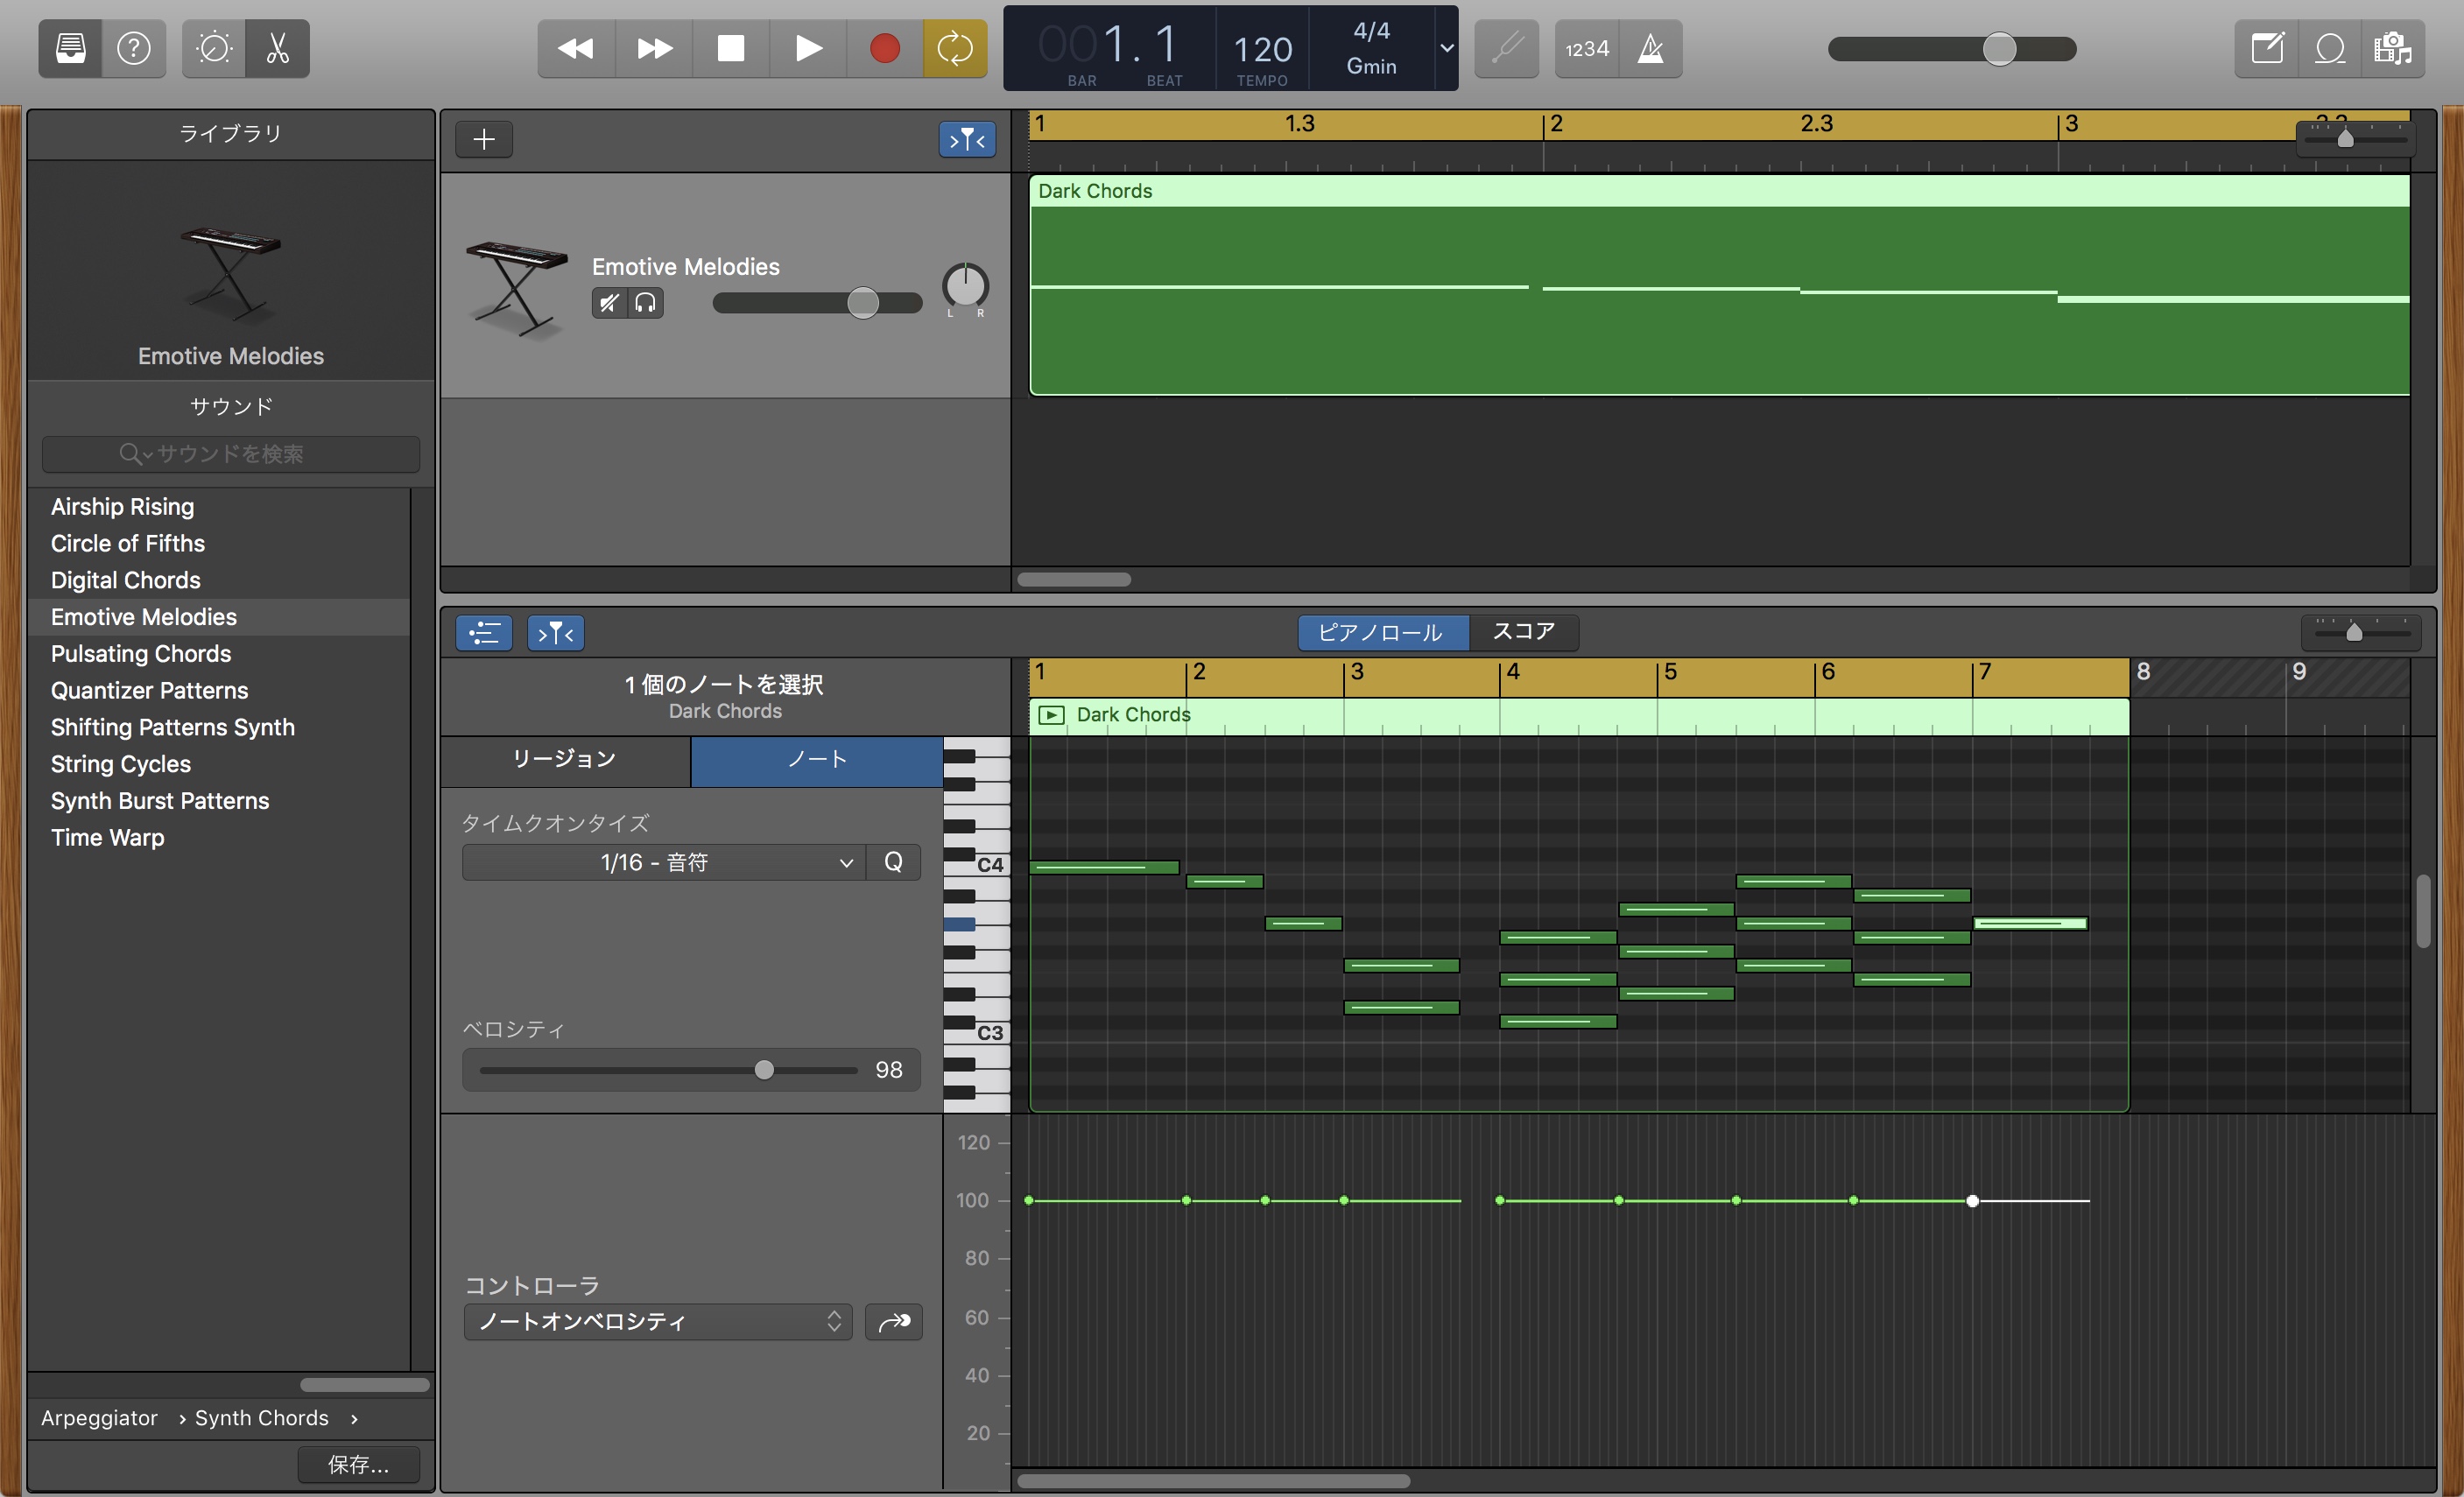 001. 1
BAR
BEAT
120
TEMPO
4/4
Gmin
1234
ライブラリ
Emotive Melodies
サウンド
サウンドを検索
Airship Rising
Circle of Fifths
Digital Chords
Emotive Melodies
Pulsating Chords
Quantizer Patterns
Shifting Patterns Synth
String Cycles
Synth Burst Patterns
Time Warp
Arpeggiator › Synth Chords ›
保存...
Emotive Melodies
L R
1 1.3 2 2.3 3 3.3
Dark Chords
ピアノロール スコア
1 個のノートを選択
Dark Chords
リージョン ノート
タイムクオンタイズ
1/16 - 音符
Q
ベロシティ
98
1 2 3 4 5 6 7 8 9
Dark Chords
C4
C3
コントローラ
ノートオンベロシティ
120
100
80
60
40
20